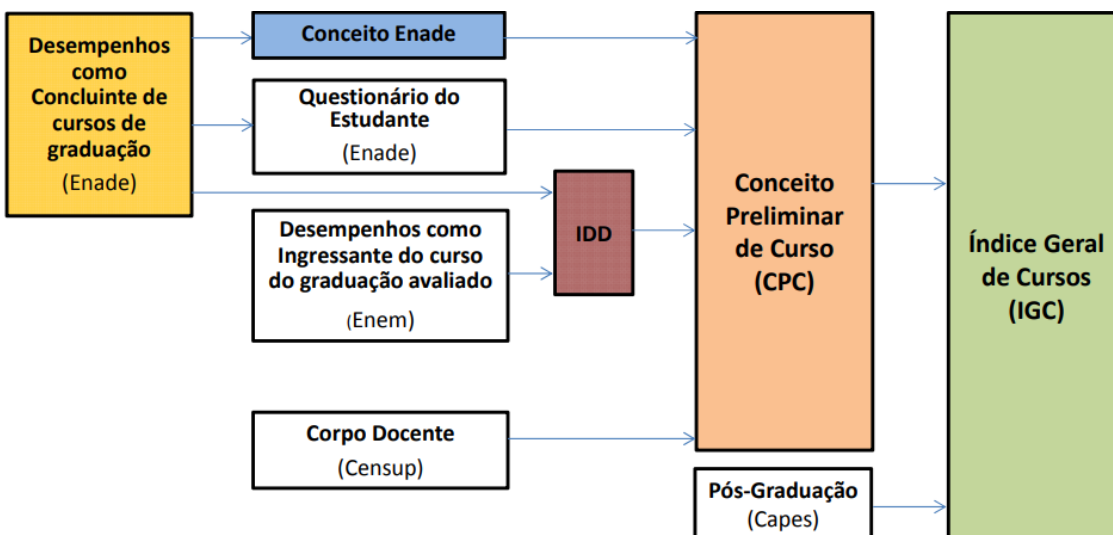 Desempenhos
como
Concluinte de
cursos de
graduação
(Enade)
Conceito Enade
Questionário do
Estudante
(Enade)
Desempenhos como
Ingressante do curso
do graduação avaliado
(Enem)
IDD
Corpo Docente
(Censup)
Conceito
Preliminar
de Curso
(CPC)
Pós-Graduação
(Capes)
Índice Geral
de Cursos
(IGC)